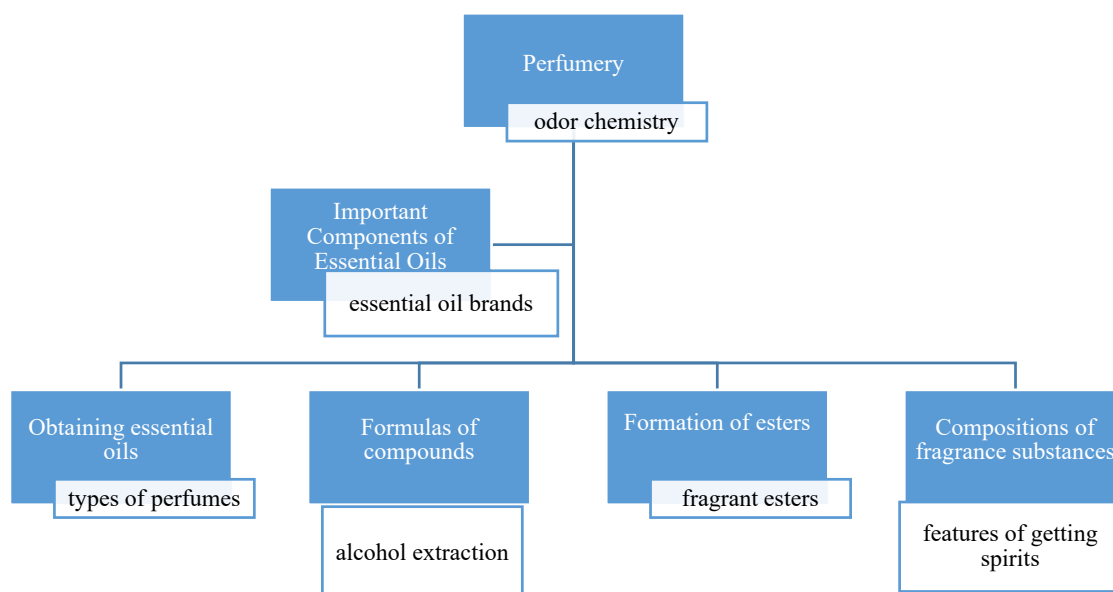 Perfumery
odor chemistry
Important
Components of
Essential Oils
essential oil brands
Obtaining essential
oils
types of perfumes
Formulas of
compounds
alcohol extraction
Formation of esters
fragrant esters
Compositions of
fragrance substances
features of getting
spirits